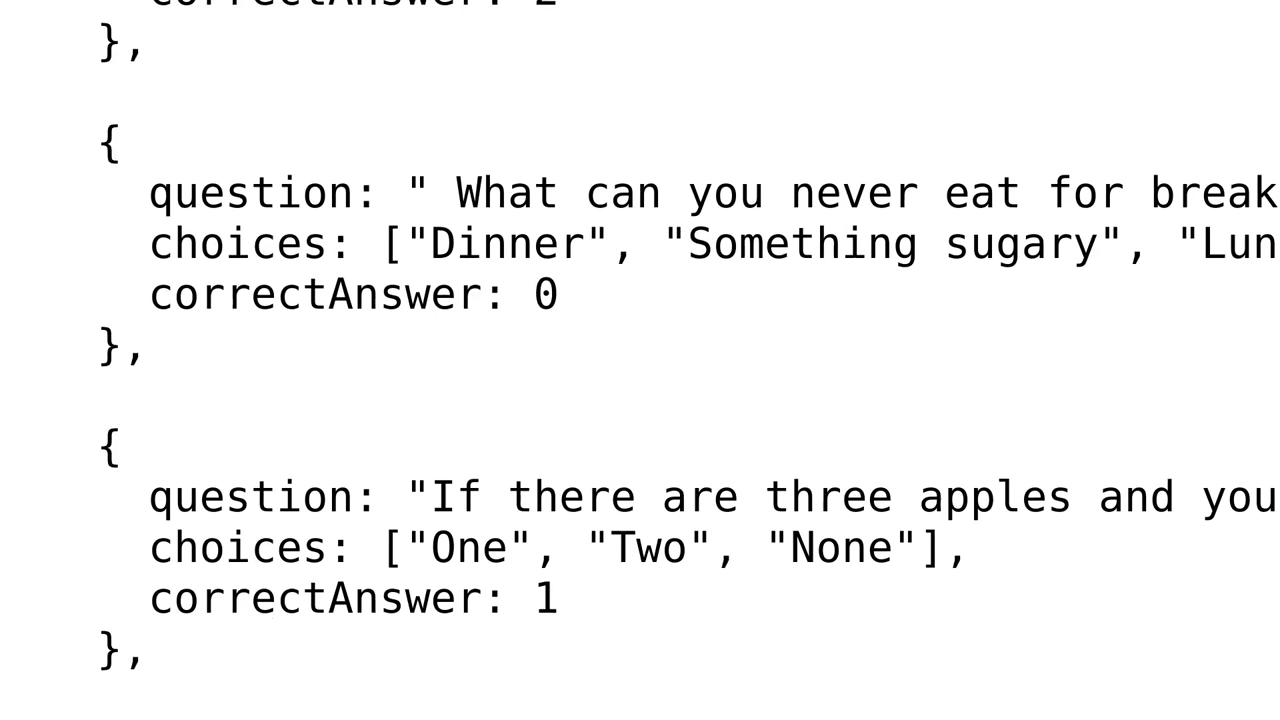 },
{
question: " What can you never eat for break
choices: ["Dinner", "Something sugary", "Lun
correctAnswer: 0
},
{
question: "If there are three apples and you
choices: ["One", "Two", "None"],
correctAnswer: 1
},